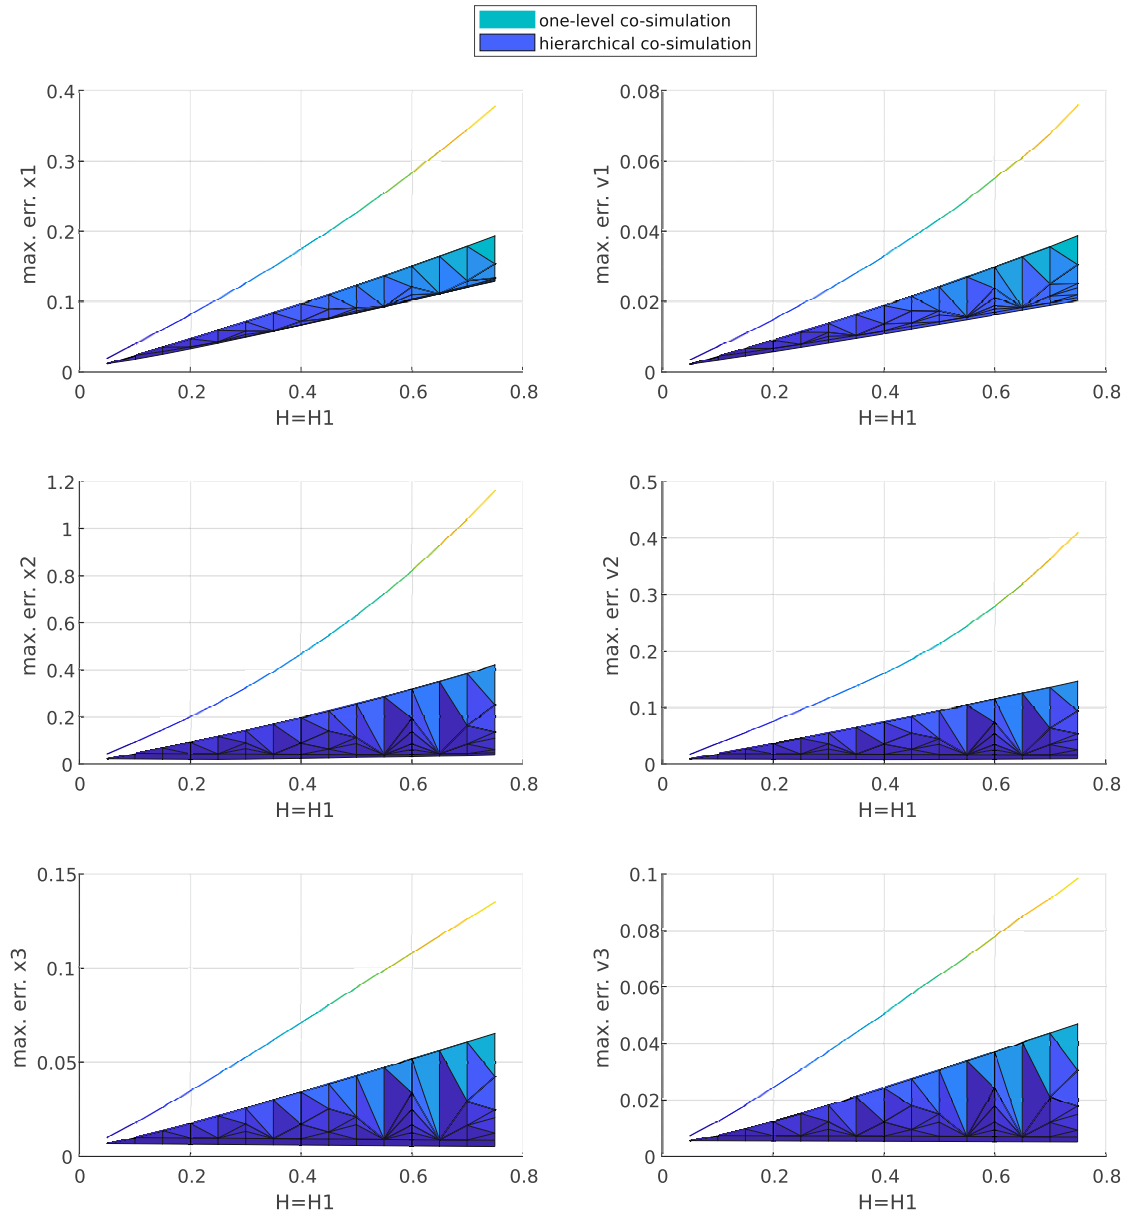 one-level co-simulation
hierarchical co-simulation
0.4
0.3
0.2
0.1
0
max. err. x1
0 0.2 0.4 0.6 0.8
H=H1
0.08
0.06
0.04
0.02
0
max. err. v1
0 0.2 0.4 0.6 0.8
H=H1
1.2
1
0.8
0.6
0.4
0.2
0
max. err. x2
0 0.2 0.4 0.6 0.8
H=H1
0.5
0.4
0.3
0.2
0.1
0
max. err. v2
0 0.2 0.4 0.6 0.8
H=H1
0.15
0.1
0.05
0
max. err. x3
0 0.2 0.4 0.6 0.8
H=H1
0.1
0.08
0.06
0.04
0.02
0
max. err. v3
0 0.2 0.4 0.6 0.8
H=H1